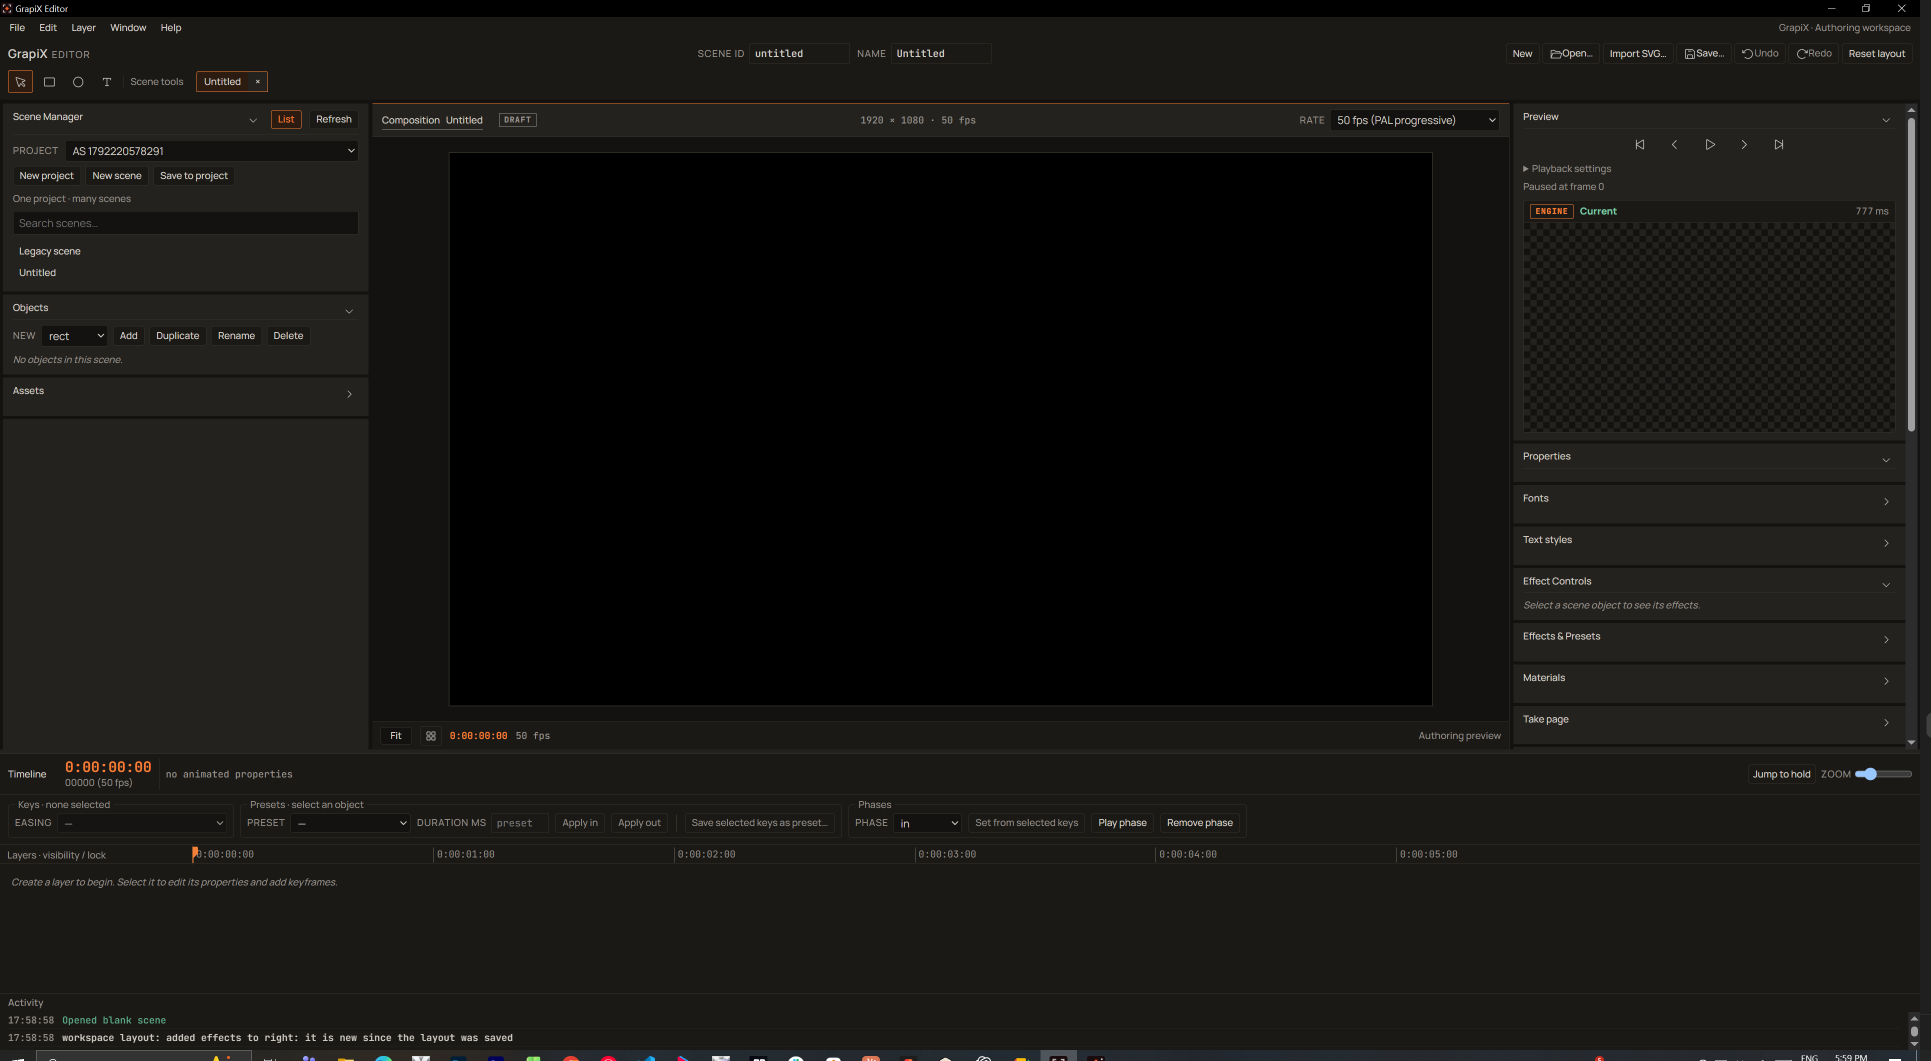 GrapiX Editor
File Edit Layer Window Help
GrapiX · Authoring workspace
GrapiX EDITOR
SCENE ID untitled NAME Untitled
New Open... Import SVG... Save... Undo Redo Reset layout
T Scene tools Untitled ×
Scene Manager List Refresh
PROJECT AS 1792220578291
New project New scene Save to project
One project · many scenes
Search scenes...
Legacy scene
Untitled
Objects
NEW rect Add Duplicate Rename Delete
No objects in this scene.
Assets
Composition Untitled DRAFT
1920 × 1080 · 50 fps
RATE 50 fps (PAL progressive)
Fit 0:00:00:00 50 fps
Authoring preview
Preview
Playback settings
Paused at frame 0
ENGINE Current 777 ms
Properties
Fonts
Text styles
Effect Controls
Select a scene object to see its effects.
Effects & Presets
Materials
Take page
Timeline 0:00:00:00
00000 (50 fps)
no animated properties
Jump to hold ZOOM
Keys · none selected
EASING —
Presets · select an object
PRESET — DURATION MS preset Apply in Apply out Save selected keys as preset...
Phases
PHASE in Set from selected keys Play phase Remove phase
Layers · visibility / lock
0:00:00:00 0:00:01:00 0:00:02:00 0:00:03:00 0:00:04:00 0:00:05:00
Create a layer to begin. Select it to edit its properties and add keyframes.
Activity
17:58:58 Opened blank scene
17:58:58 workspace layout: added effects to right: it is new since the layout was saved
ENG 5:59 PM